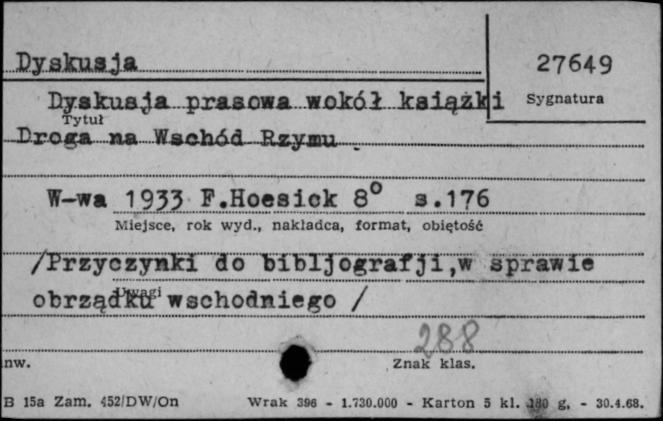 Dyskusja
27649
Sygnatura
Dyskusja prasowa wokół książki
Tytuł
Droga na Wschód Rzymu
W-wa 1933 F.Hoesick 8° s.176
Miejsce, rok wyd., nakładca, format, obiętość
/Przyczynki do bibljografji,w sprawie
Uwagi
obrządku wschodniego /
288
nw.
Znak klas.
B 15a Zam. 452/DW/On Wrak 396 - 1.730.000 - Karton 5 kl. 180 g, - 30.4.68.